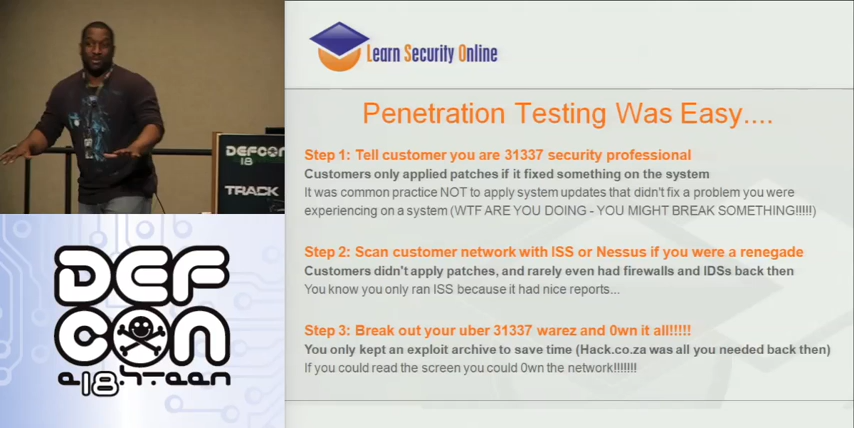 Learn Security Online
Penetration Testing Was Easy....
Step 1: Tell customer you are 31337 security professional
Customers only applied patches if it fixed something on the system
It was common practice NOT to apply system updates that didn't fix a problem you were
experiencing on a system (WTF ARE YOU DOING - YOU MIGHT BREAK SOMETHING!!!!!)
Step 2: Scan customer network with ISS or Nessus if you were a renegade
Customers didn't apply patches, and rarely even had firewalls and IDSs back then
You know you only ran ISS because it had nice reports...
Step 3: Break out your uber 31337 warez and 0wn it all!!!!!
You only kept an exploit archive to save time (Hack.co.za was all you needed back then)
If you could read the screen you could 0wn the network!!!!!!!
DEFCON
18
TRACK
DEF
CON
e18hteen